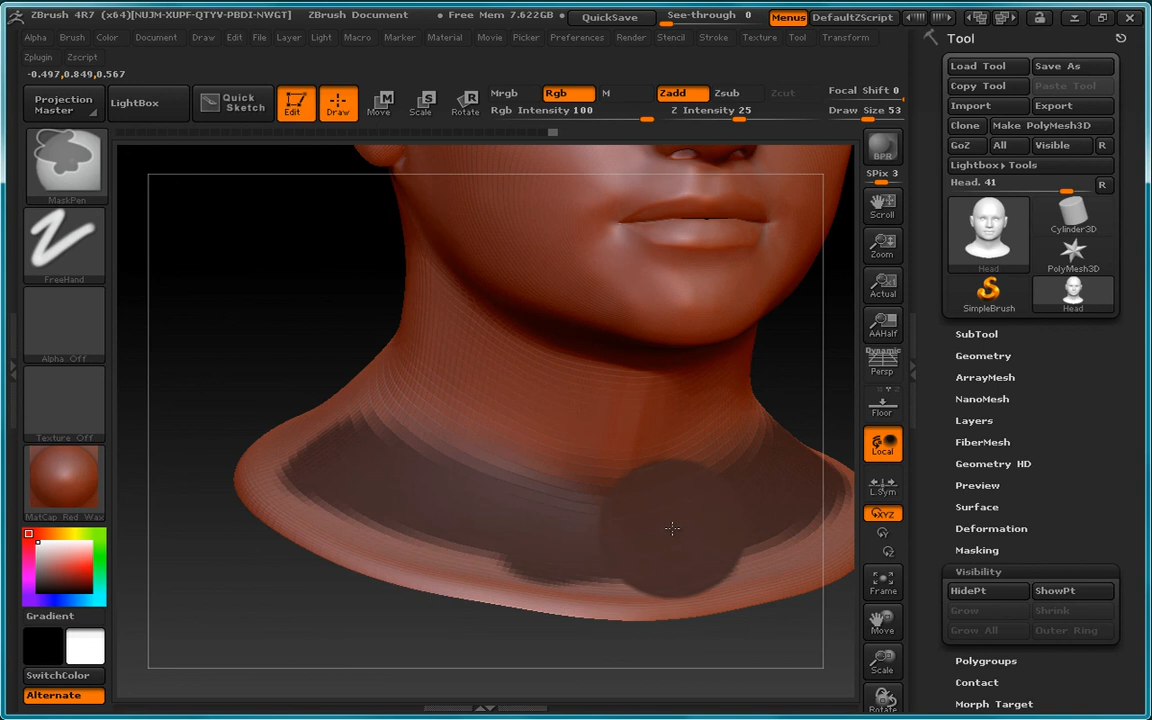 ZBrush 4R7 (x64)[NUJM-XUPF-QTYV-PBDI-NWGT] ZBrush Document • Free Mem 7.622GB • QuickSave See-through 0 Menus DefaultZScript
Alpha Brush Color Document Draw Edit File Layer Light Macro Marker Material Movie Picker Preferences Render Stencil Stroke Texture Tool Transform
Zplugin Zscript
-0.497,0.849,0.567
Projection Master
LightBox
Quick Sketch
Edit
Draw
Move
Scale
Rotate
Mrgb Rgb M
Rgb Intensity 100
Zadd Zsub Zcut
Z Intensity 25
Focal Shift 0
Draw Size 53
MaskPen
FreeHand
Alpha Off
Texture Off
MatCap Red Wax
Gradient
SwitchColor
Alternate
BPR
SPix 3
Scroll
Zoom
Actual
AAHalf
Dynamic
Persp
Floor
Local
L.Sym
XYZ
Y
Z
Frame
Move
Scale
Rotate
Tool
Load Tool Save As
Copy Tool Paste Tool
Import Export
Clone Make PolyMesh3D
GoZ All Visible R
Lightbox▸Tools
Head. 41 R
Head
Cylinder3D
PolyMesh3D
SimpleBrush
Head
SubTool
Geometry
ArrayMesh
NanoMesh
Layers
FiberMesh
Geometry HD
Preview
Surface
Deformation
Masking
Visibility
HidePt ShowPt
Grow Shrink
Grow All Outer Ring
Polygroups
Contact
Morph Target